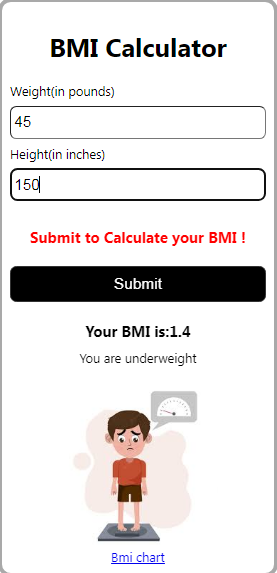 BMI Calculator
Weight(in pounds)
45
Height(in inches)
150
Submit to Calculate your BMI !
Submit
Your BMI is:1.4
You are underweight
Bmi chart